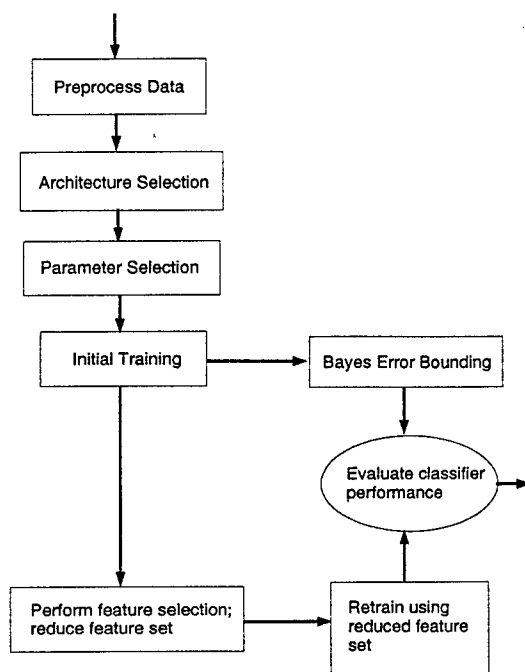 Preprocess Data
Architecture Selection
Parameter Selection
Initial Training
Bayes Error Bounding
Evaluate classifier
performance
Perform feature selection;
reduce feature set
Retrain using
reduced feature
set